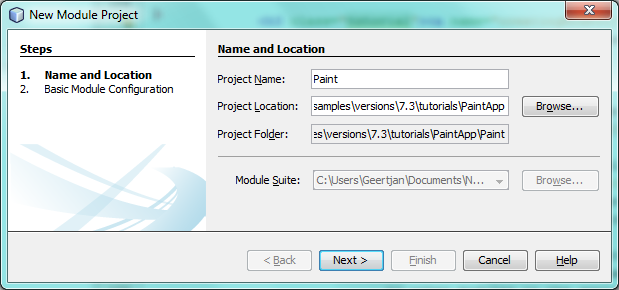 New Module Project
Steps
1. Name and Location
2. Basic Module Configuration
Name and Location
Project Name: Paint
Project Location: samples\versions\7.3\tutorials\PaintApp Browse...
Project Folder: es\versions\7.3\tutorials\PaintApp\Paint
Module Suite: C:\Users\Geertjan\Documents\N... Browse...
< Back Next > Finish Cancel Help